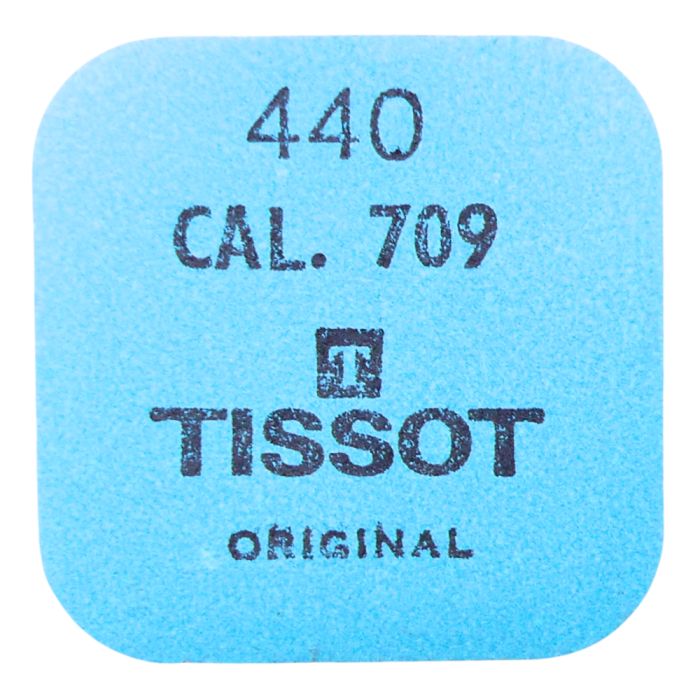 440
CAL. 709
T
TISSOT
ORIGINAL